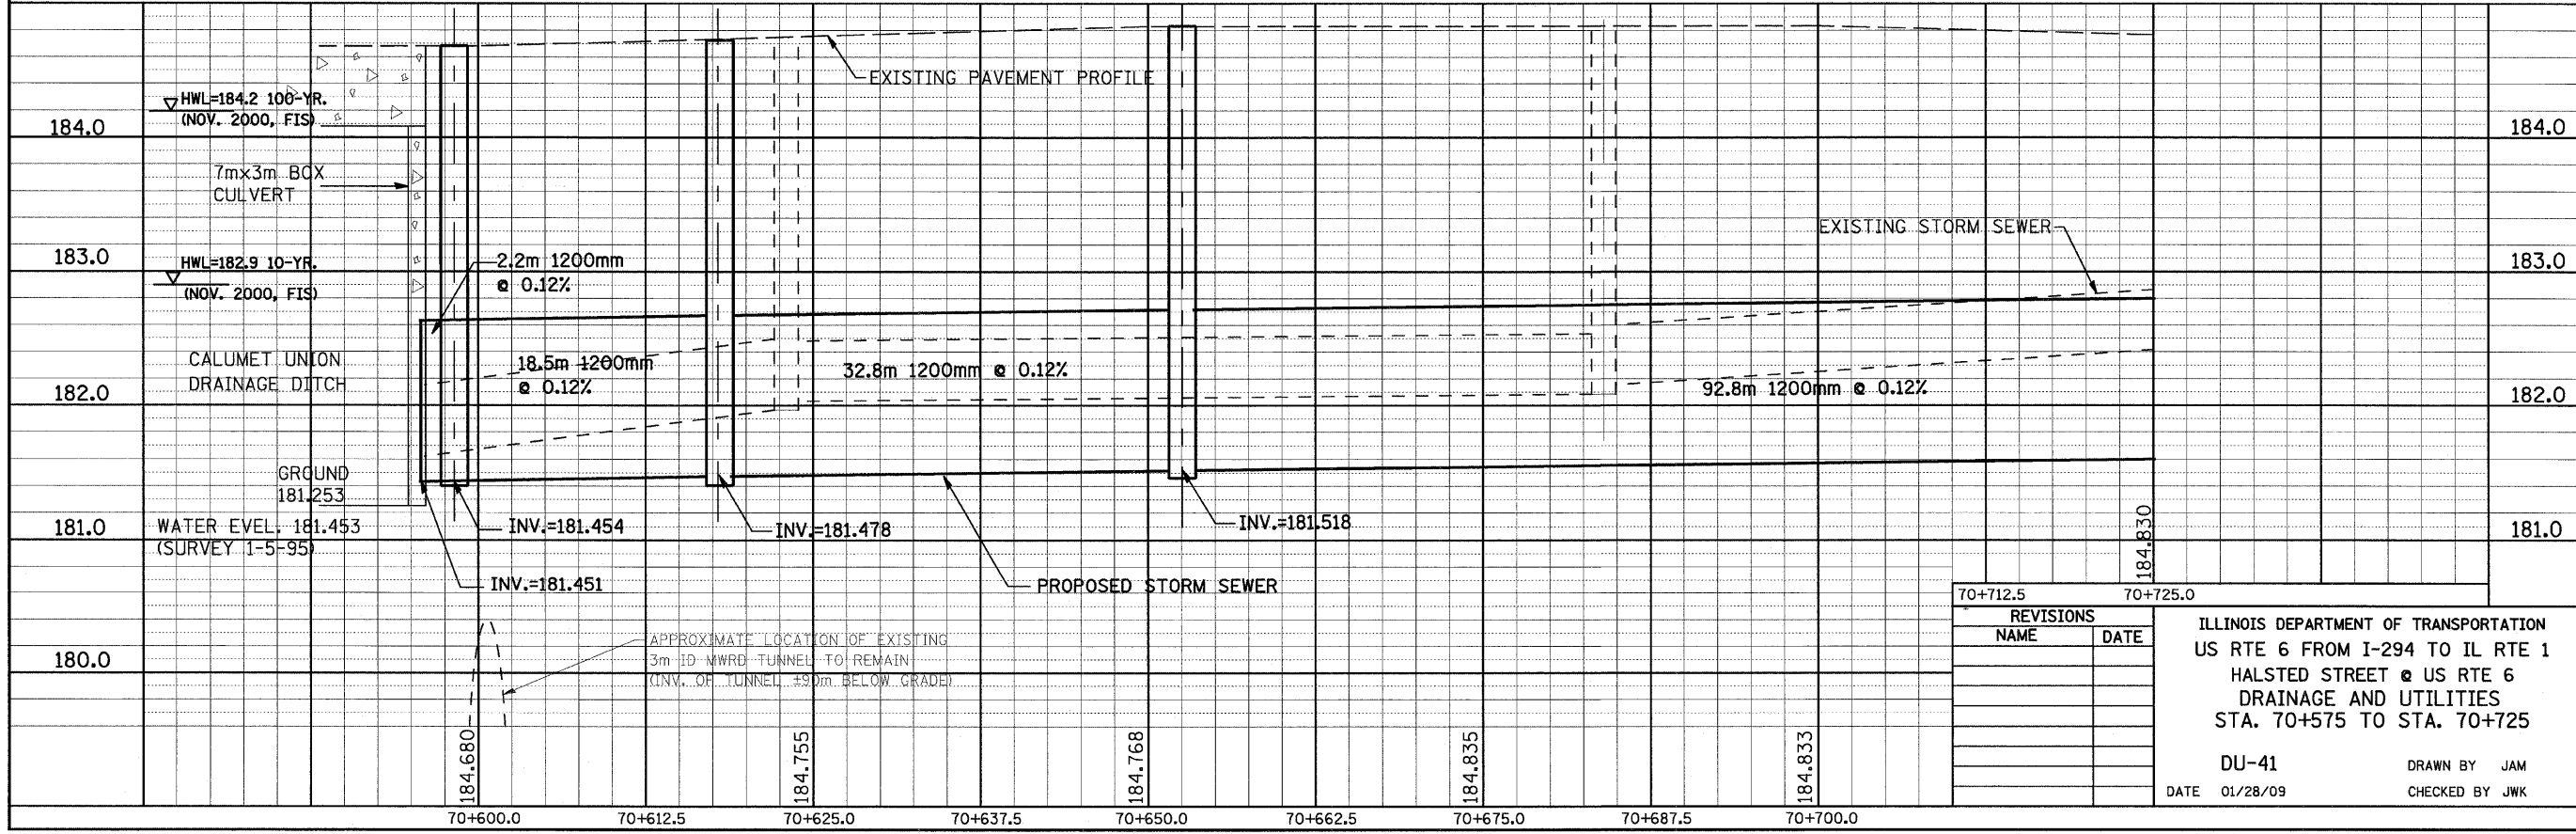 EXISTING PAVEMENT PROFILE
HWL=184.2 100-YR.
(NOV. 2000, FIS)
184.0
184.0
7m×3m BOX
CULVERT
EXISTING STORM SEWER
183.0
183.0
HWL=182.9 10-YR.
(NOV. 2000, FIS)
2.2m 1200mm
@ 0.12%
CALUMET UNION
DRAINAGE DITCH
18.5m 1200mm
@ 0.12%
32.8m 1200mm @ 0.12%
92.8m 1200mm @ 0.12%
182.0
182.0
GROUND
181.253
181.0
181.0
WATER EVEL. 181.453
(SURVEY 1-5-95)
INV.=181.454
INV.=181.478
INV.=181.518
INV.=181.451
PROPOSED STORM SEWER
180.0
APPROXIMATE LOCATION OF EXISTING
3m ID MWRD TUNNEL TO REMAIN
(INV. OF TUNNEL ±90m BELOW GRADE)
184.680
184.755
184.768
184.835
184.833
184.830
70+600.0
70+612.5
70+625.0
70+637.5
70+650.0
70+662.5
70+675.0
70+687.5
70+700.0
70+712.5
70+725.0
REVISIONS
NAME DATE
ILLINOIS DEPARTMENT OF TRANSPORTATION
US RTE 6 FROM I-294 TO IL RTE 1
HALSTED STREET @ US RTE 6
DRAINAGE AND UTILITIES
STA. 70+575 TO STA. 70+725
DU-41
DRAWN BY JAM
DATE 01/28/09
CHECKED BY JWK